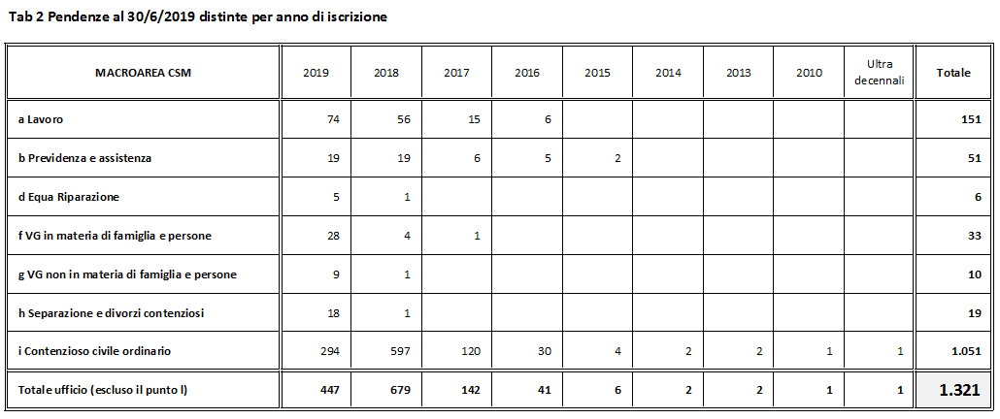 Tab 2 Pendenze al 30/6/2019 distinte per anno di iscrizione
MACROAREA CSM 2019 2018 2017 2016 2015 2014 2013 2010 Ultra decennali Totale
a Lavoro 74 56 15 6 151
b Previdenza e assistenza 19 19 6 5 2 51
d Equa Riparazione 5 1 6
f VG in materia di famiglia e persone 28 4 1 33
g VG non in materia di famiglia e persone 9 1 10
h Separazione e divorzi contenziosi 18 1 19
i Contenzioso civile ordinario 294 597 120 30 4 2 2 1 1 1.051
Totale ufficio (escluso il punto l) 447 679 142 41 6 2 2 1 1 1.321